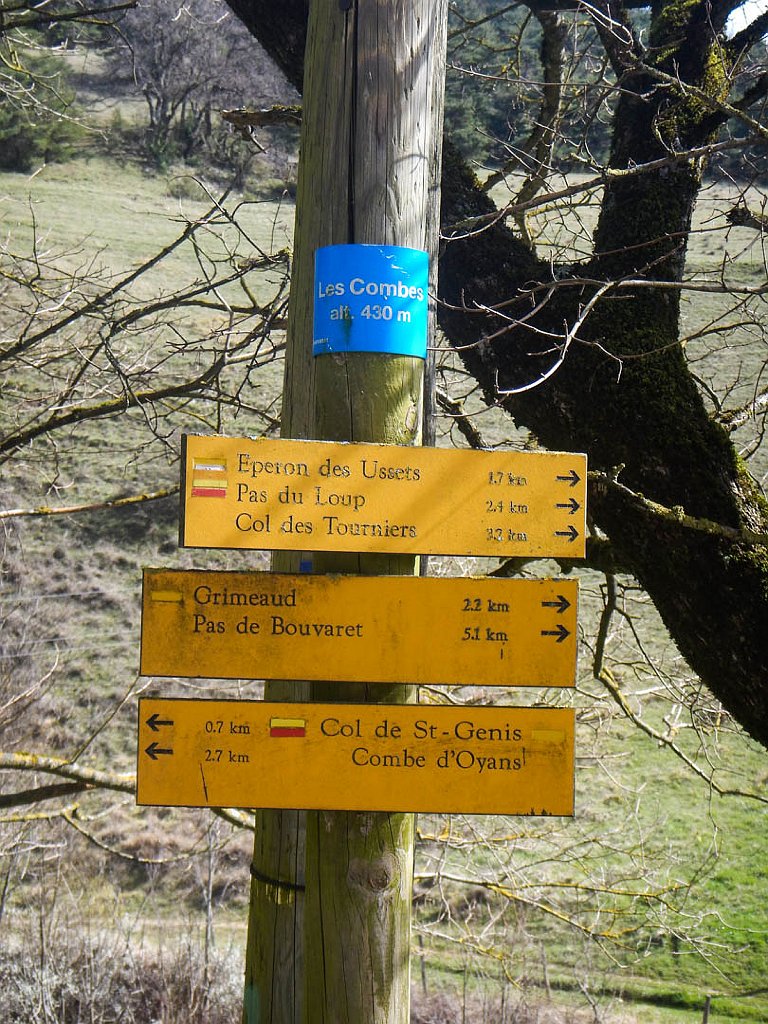 Les Combes
alt. 430 m
Eperon des Ussets 1.7 km →
Pas du Loup 2.4 km →
Col des Tourniers →
Grimeaud 2.2 km →
Pas de Bouvaret 5.1 km →
← 0.7 km Col de St-Genis
← 2.7 km Combe d'Oyans